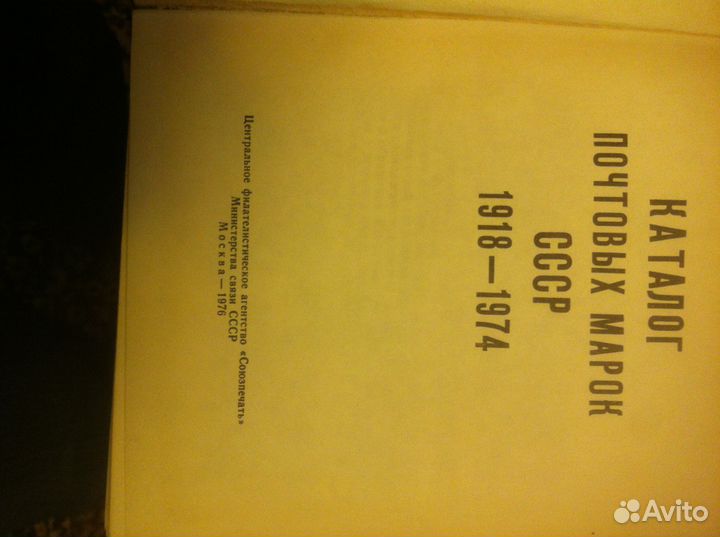 КАТАЛОГ
ПОЧТОВЫХ МАРОК
СССР
1918—1974
Центральное филателистическое агентство «Союзпечать»
Министерства связи СССР
Москва — 1976
Avito